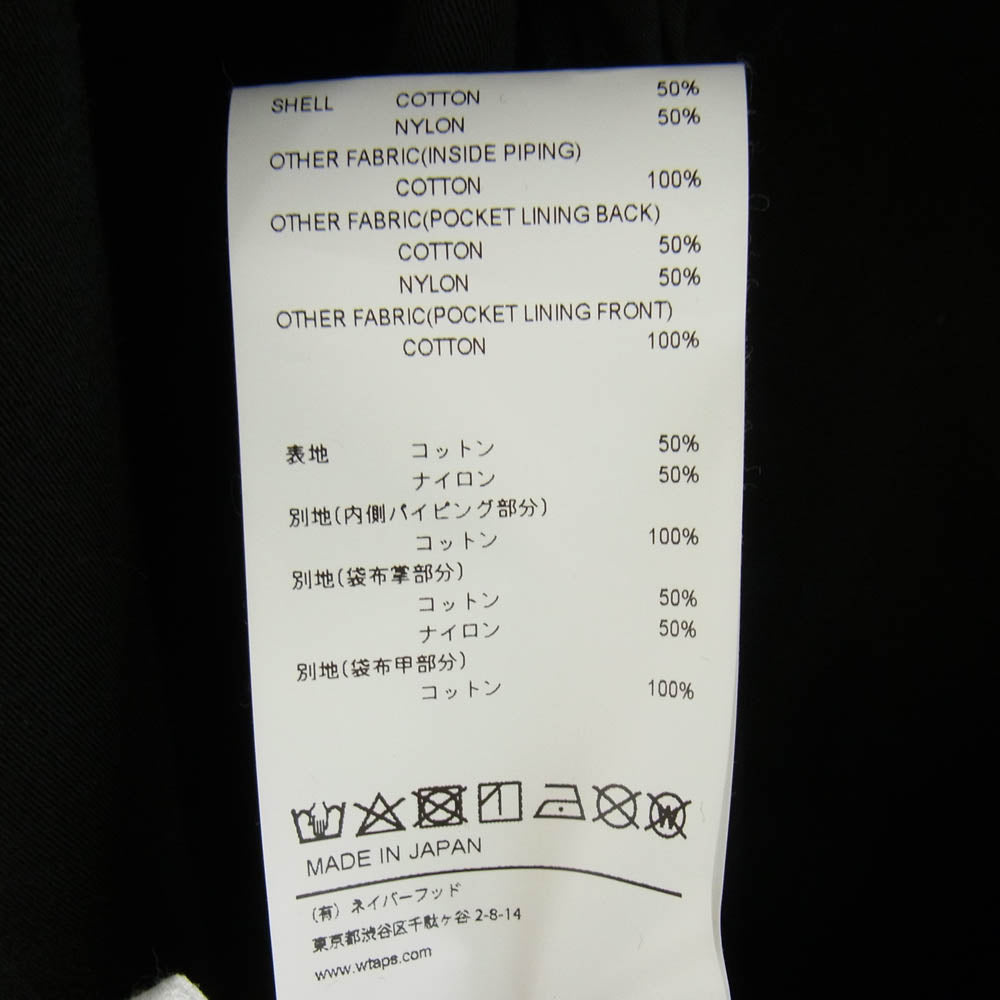 SHELL COTTON 50%
NYLON 50%
OTHER FABRIC(INSIDE PIPING)
COTTON 100%
OTHER FABRIC(POCKET LINING BACK)
COTTON 50%
NYLON 50%
OTHER FABRIC(POCKET LINING FRONT)
COTTON 100%
表地 コットン 50%
ナイロン 50%
別地(内側パイピング部分)
コットン 100%
別地(袋布掌部分)
コットン 50%
ナイロン 50%
別地(袋布甲部分)
コットン 100%
W
MADE IN JAPAN
(有) ネイバーフッド
東京都渋谷区千駄ヶ谷 2-8-14
www.wtaps.com